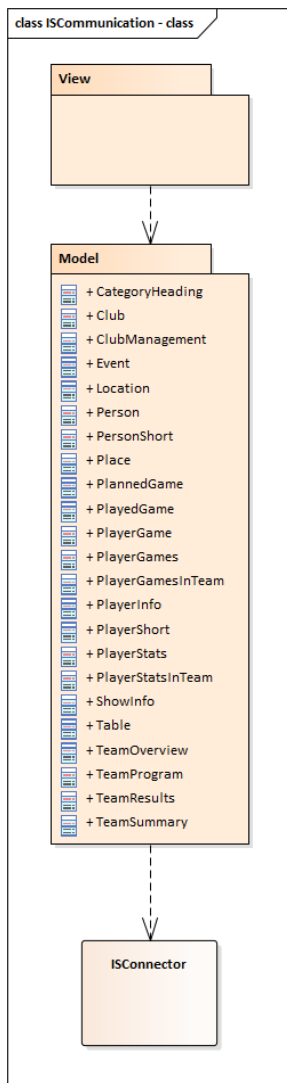 class ISCommunication - class
View
Model
+ CategoryHeading
+ Club
+ ClubManagement
+ Event
+ Location
+ Person
+ PersonShort
+ Place
+ PlannedGame
+ PlayedGame
+ PlayerGame
+ PlayerGames
+ PlayerGamesInTeam
+ PlayerInfo
+ PlayerShort
+ PlayerStats
+ PlayerStatsInTeam
+ ShowInfo
+ Table
+ TeamOverview
+ TeamProgram
+ TeamResults
+ TeamSummary
ISConnector